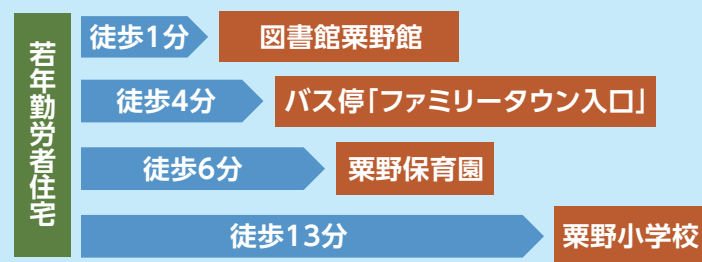 若年勤労者住宅
徒歩1分 図書館粟野館
徒歩4分 バス停「ファミリータウン入口」
徒歩6分 粟野保育園
徒歩13分 粟野小学校